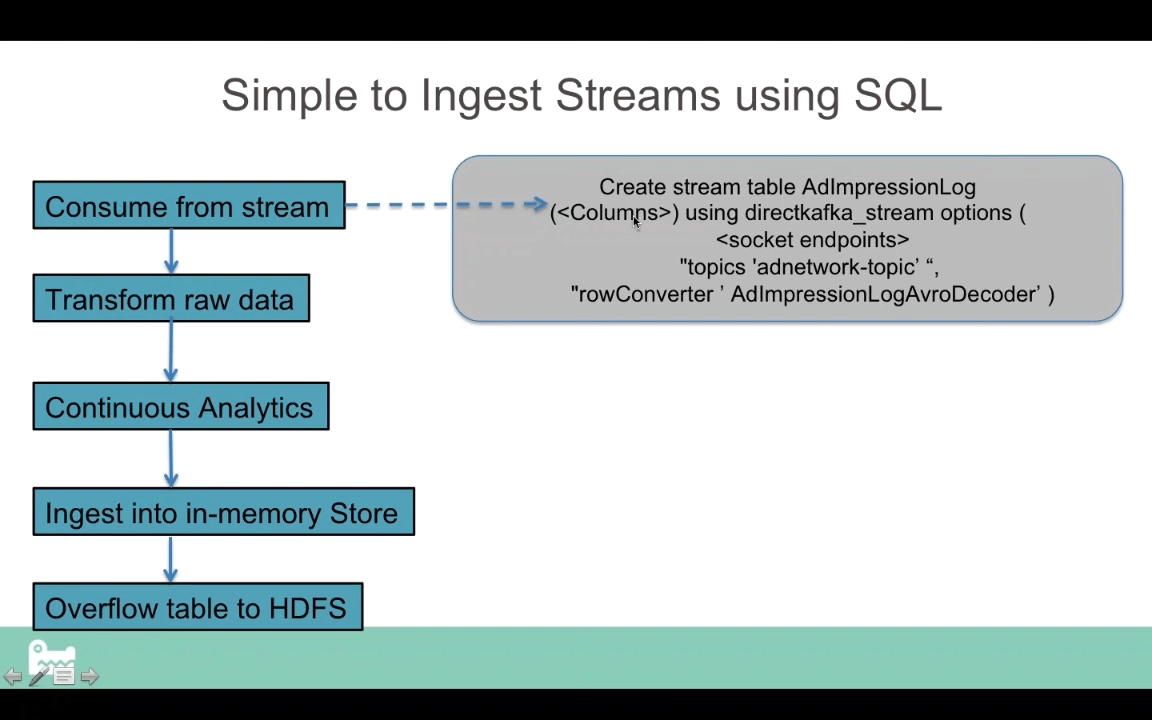 Simple to Ingest Streams using SQL
Consume from stream
Create stream table AdImpressionLog
(<Columns>) using directkafka_stream options (
<socket endpoints>
"topics 'adnetwork-topic’ “,
"rowConverter ’ AdImpressionLogAvroDecoder’ )
Transform raw data
Continuous Analytics
Ingest into in-memory Store
Overflow table to HDFS